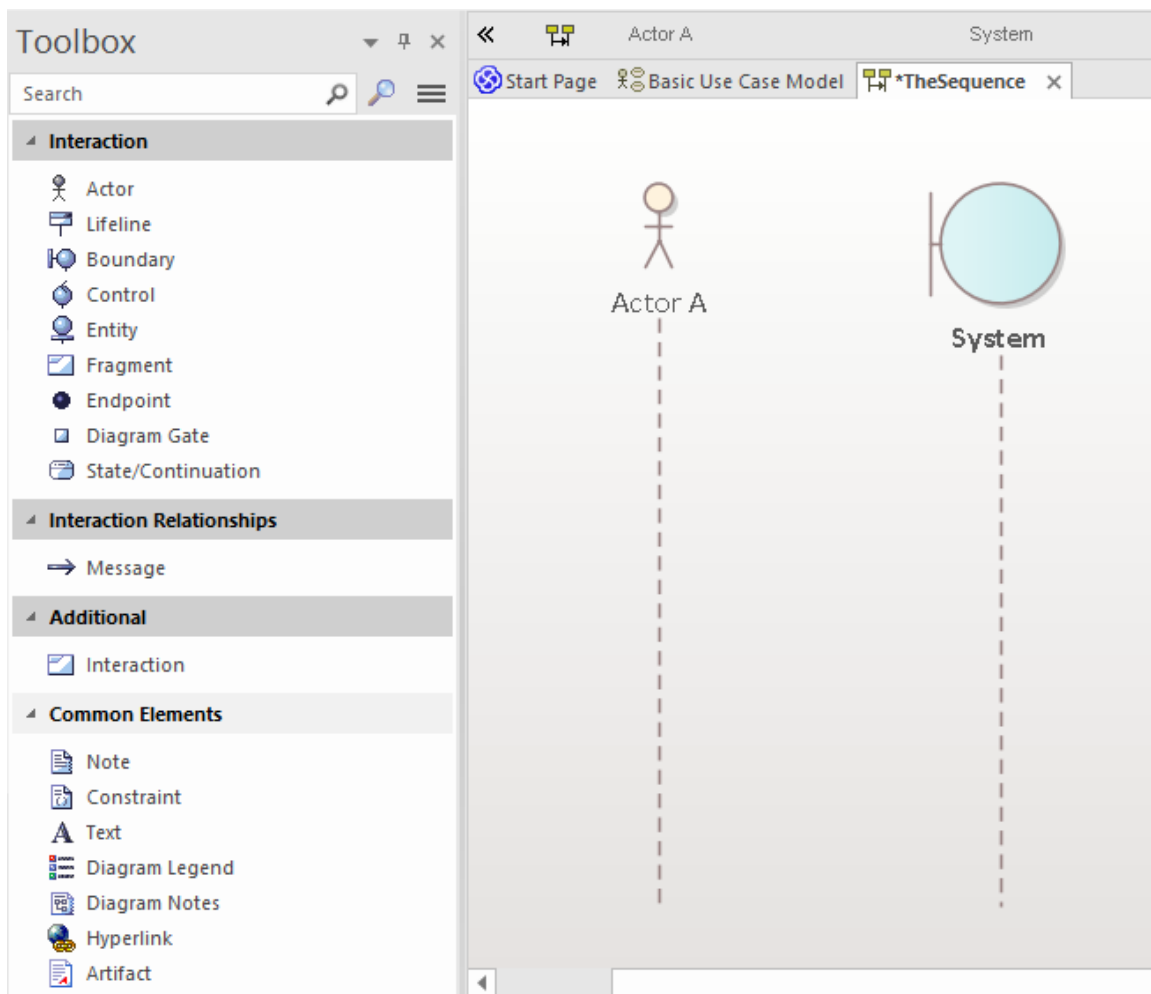 Toolbox
Search
Interaction
Actor
Lifeline
Boundary
Control
Entity
Fragment
Endpoint
Diagram Gate
State/Continuation
Interaction Relationships
Message
Additional
Interaction
Common Elements
Note
Constraint
Text
Diagram Legend
Diagram Notes
Hyperlink
Artifact
Actor A System
Start Page Basic Use Case Model *TheSequence
Actor A
System